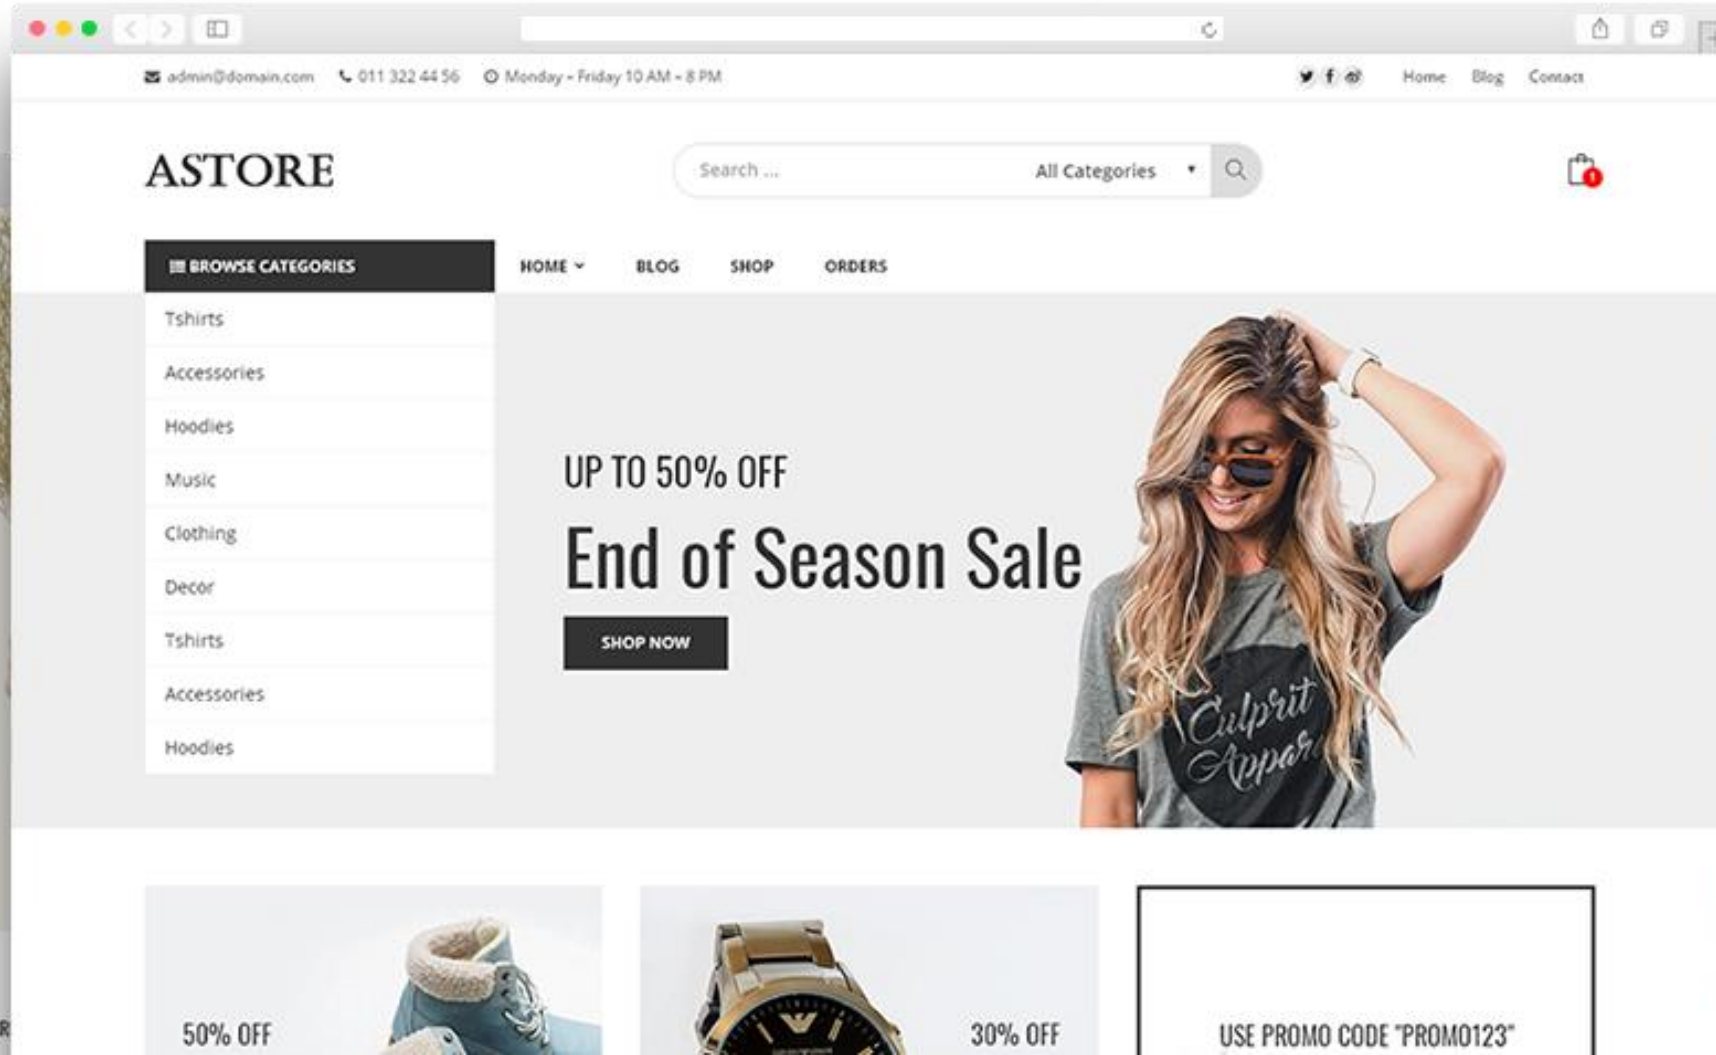 admin@domain.com 011 322 44 56 Monday - Friday 10 AM - 8 PM Home Blog Contact
ASTORE Search ... All Categories 1
BROWSE CATEGORIES HOME BLOG SHOP ORDERS
Tshirts
Accessories
Hoodies
Music
Clothing
Decor
Tshirts
Accessories
Hoodies
UP TO 50% OFF
End of Season Sale
SHOP NOW
Culprit
50% OFF
30% OFF
USE PROMO CODE "PROMO123"